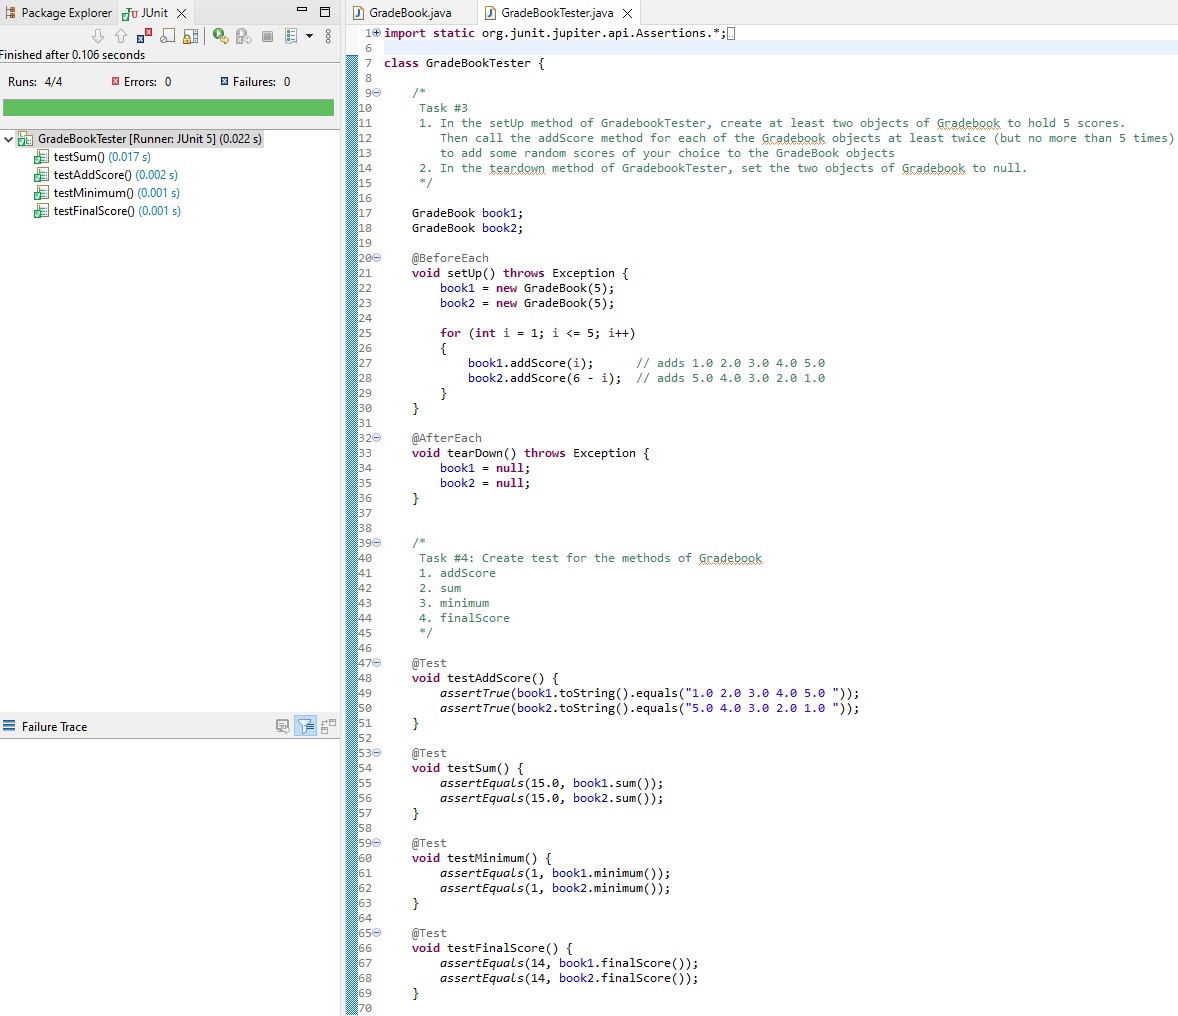 Package Explorer
JUnit
Finished after 0.106 seconds
Runs: 4/4
Errors: 0
Failures: 0
GradeBookTester [Runner: JUnit 5] (0.022 s)
testSum() (0.017 s)
testAddScore() (0.002 s)
testMinimum() (0.001 s)
testFinalScore() (0.001 s)
Failure Trace
GradeBook.java
GradeBookTester.java
1 import static org.junit.jupiter.api.Assertions.*;
6
7 class GradeBookTester {
8
9 /*
10 Task #3
11 1. In the setUp method of GradebookTester, create at least two objects of Gradebook to hold 5 scores.
12 Then call the addScore method for each of the Gradebook objects at least twice (but no more than 5 times)
13 to add some random scores of your choice to the GradeBook objects
14 2. In the teardown method of GradebookTester, set the two objects of Gradebook to null.
15 */
16
17 GradeBook book1;
18 GradeBook book2;
19
20 @BeforeEach
21 void setUp() throws Exception {
22 book1 = new GradeBook(5);
23 book2 = new GradeBook(5);
24
25 for (int i = 1; i <= 5; i++)
26 {
27 book1.addScore(i); // adds 1.0 2.0 3.0 4.0 5.0
28 book2.addScore(6 - i); // adds 5.0 4.0 3.0 2.0 1.0
29 }
30 }
31
32 @AfterEach
33 void tearDown() throws Exception {
34 book1 = null;
35 book2 = null;
36 }
37
38
39 /*
40 Task #4: Create test for the methods of Gradebook
41 1. addScore
42 2. sum
43 3. minimum
44 4. finalScore
45 */
46
47 @Test
48 void testAddScore() {
49 assertTrue(book1.toString().equals("1.0 2.0 3.0 4.0 5.0 "));
50 assertTrue(book2.toString().equals("5.0 4.0 3.0 2.0 1.0 "));
51 }
52
53 @Test
54 void testSum() {
55 assertEquals(15.0, book1.sum());
56 assertEquals(15.0, book2.sum());
57 }
58
59 @Test
60 void testMinimum() {
61 assertEquals(1, book1.minimum());
62 assertEquals(1, book2.minimum());
63 }
64
65 @Test
66 void testFinalScore() {
67 assertEquals(14, book1.finalScore());
68 assertEquals(14, book2.finalScore());
69 }
70